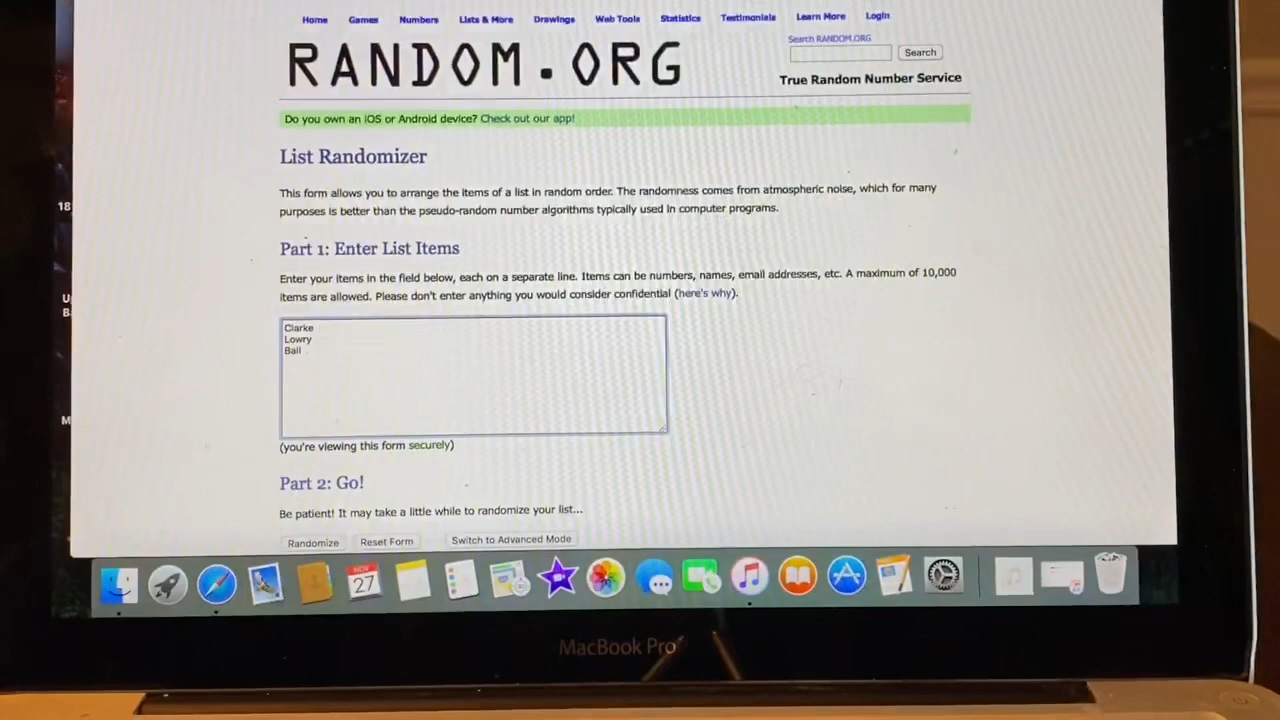 Home Games Numbers Lists & More Drawings Web Tools Statistics Testimonials Learn More Login
Search RANDOM.ORG
RANDOM.ORG
Search
True Random Number Service
Do you own an iOS or Android device? Check out our app!
List Randomizer
This form allows you to arrange the items of a list in random order. The randomness comes from atmospheric noise, which for many
purposes is better than the pseudo-random number algorithms typically used in computer programs.
Part 1: Enter List Items
Enter your items in the field below, each on a separate line. Items can be numbers, names, email addresses, etc. A maximum of 10,000
items are allowed. Please don't enter anything you would consider confidential (here's why).
Clarke
Lowry
Ball
(you're viewing this form securely)
Part 2: Go!
Be patient! It may take a little while to randomize your list...
Randomize Reset Form Switch to Advanced Mode
18
M
NOV
27
MacBook Pro